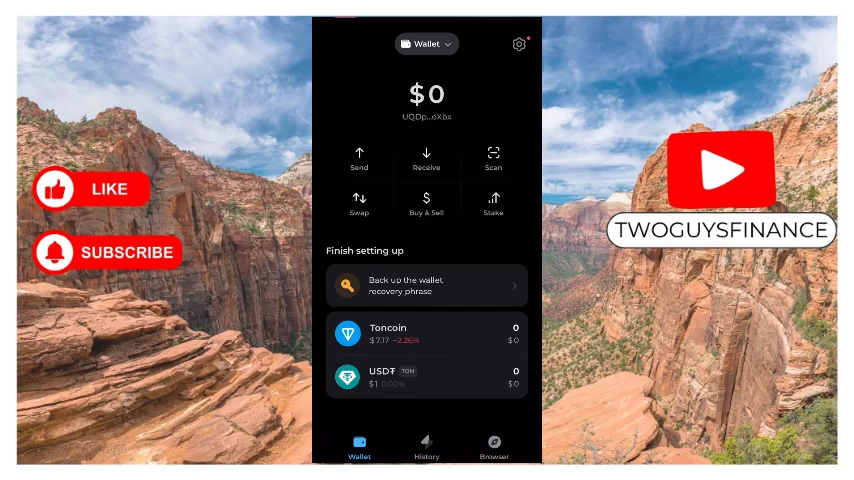 Wallet
$0
UQDp...oXbx
Send
Receive
Scan
Swap
Buy & Sell
Stake
Finish setting up
Back up the wallet
recovery phrase
Toncoin
0
$7.17 −2.26%
$0
USD₮ TON
0
$1 0.00%
$0
Wallet
History
Browser
LIKE
SUBSCRIBE
TWOGUYSFINANCE